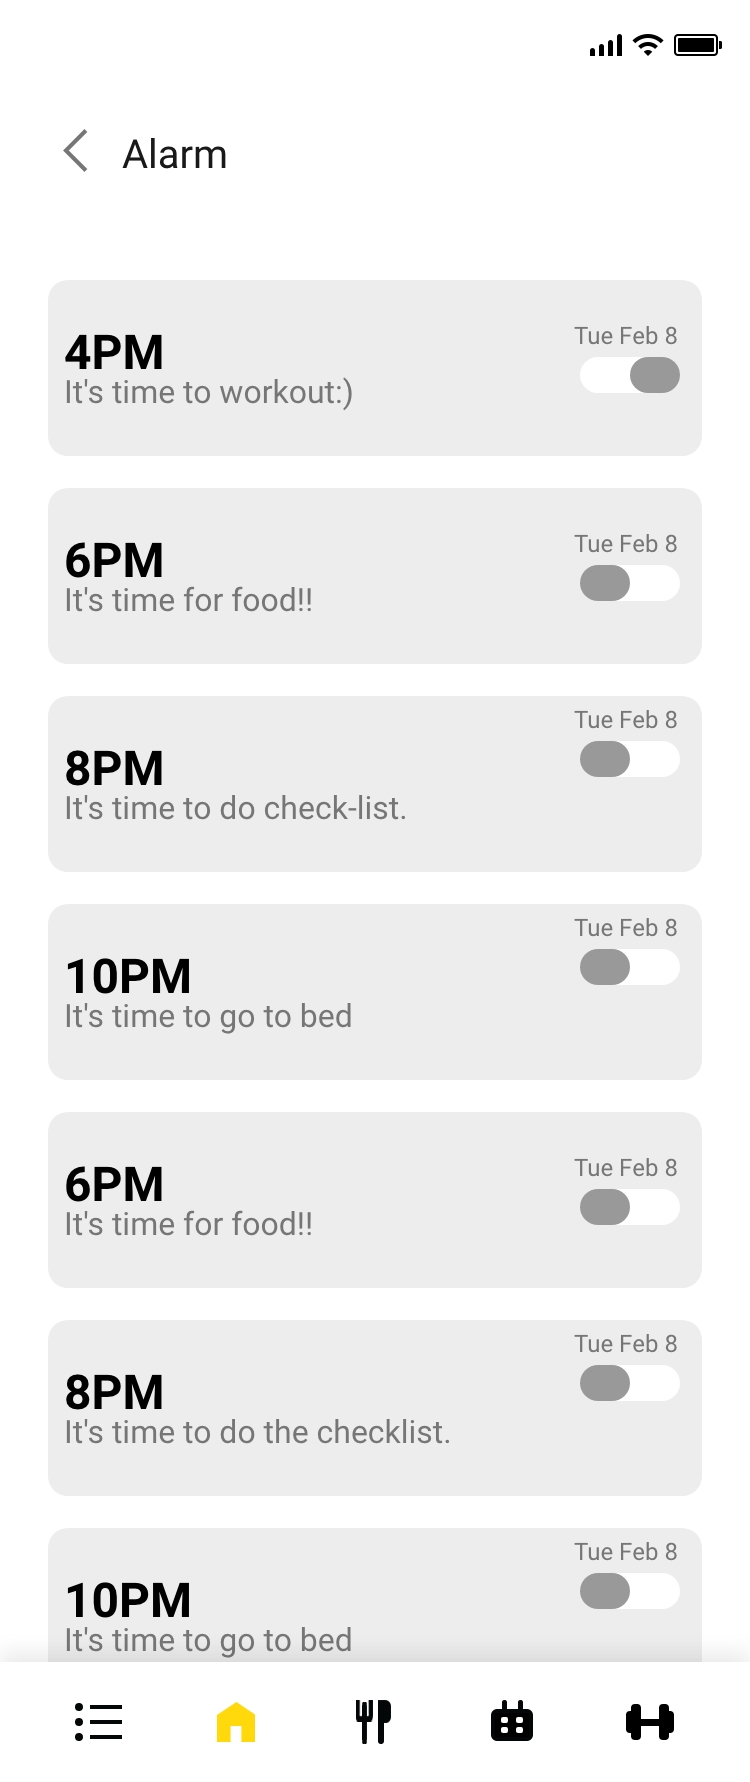 Alarm
Tue Feb 8
4PM
It's time to workout:)
Tue Feb 8
6PM
It's time for food!!
Tue Feb 8
8PM
It's time to do check-list.
Tue Feb 8
10PM
It's time to go to bed
Tue Feb 8
6PM
It's time for food!!
Tue Feb 8
8PM
It's time to do the checklist.
Tue Feb 8
10PM
It's time to go to bed